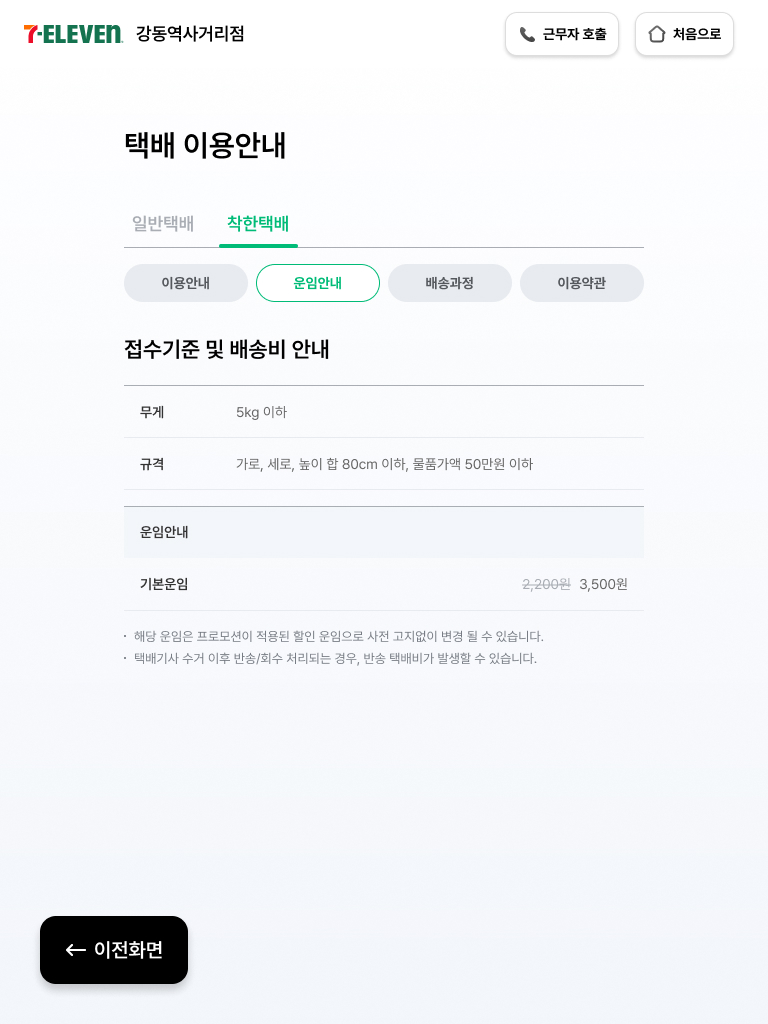 7-ELEVEN. 강동역사거리점
근무자 호출
처음으로
택배 이용안내
일반택배
착한택배
이용안내
운임안내
배송과정
이용약관
접수기준 및 배송비 안내
무게 5kg 이하
규격 가로, 세로, 높이 합 80cm 이하, 물품가액 50만원 이하
운임안내
기본운임 2,200원 3,500원
· 해당 운임은 프로모션이 적용된 할인 운임으로 사전 고지없이 변경 될 수 있습니다.
· 택배기사 수거 이후 반송/회수 처리되는 경우, 반송 택배비가 발생할 수 있습니다.
이전화면